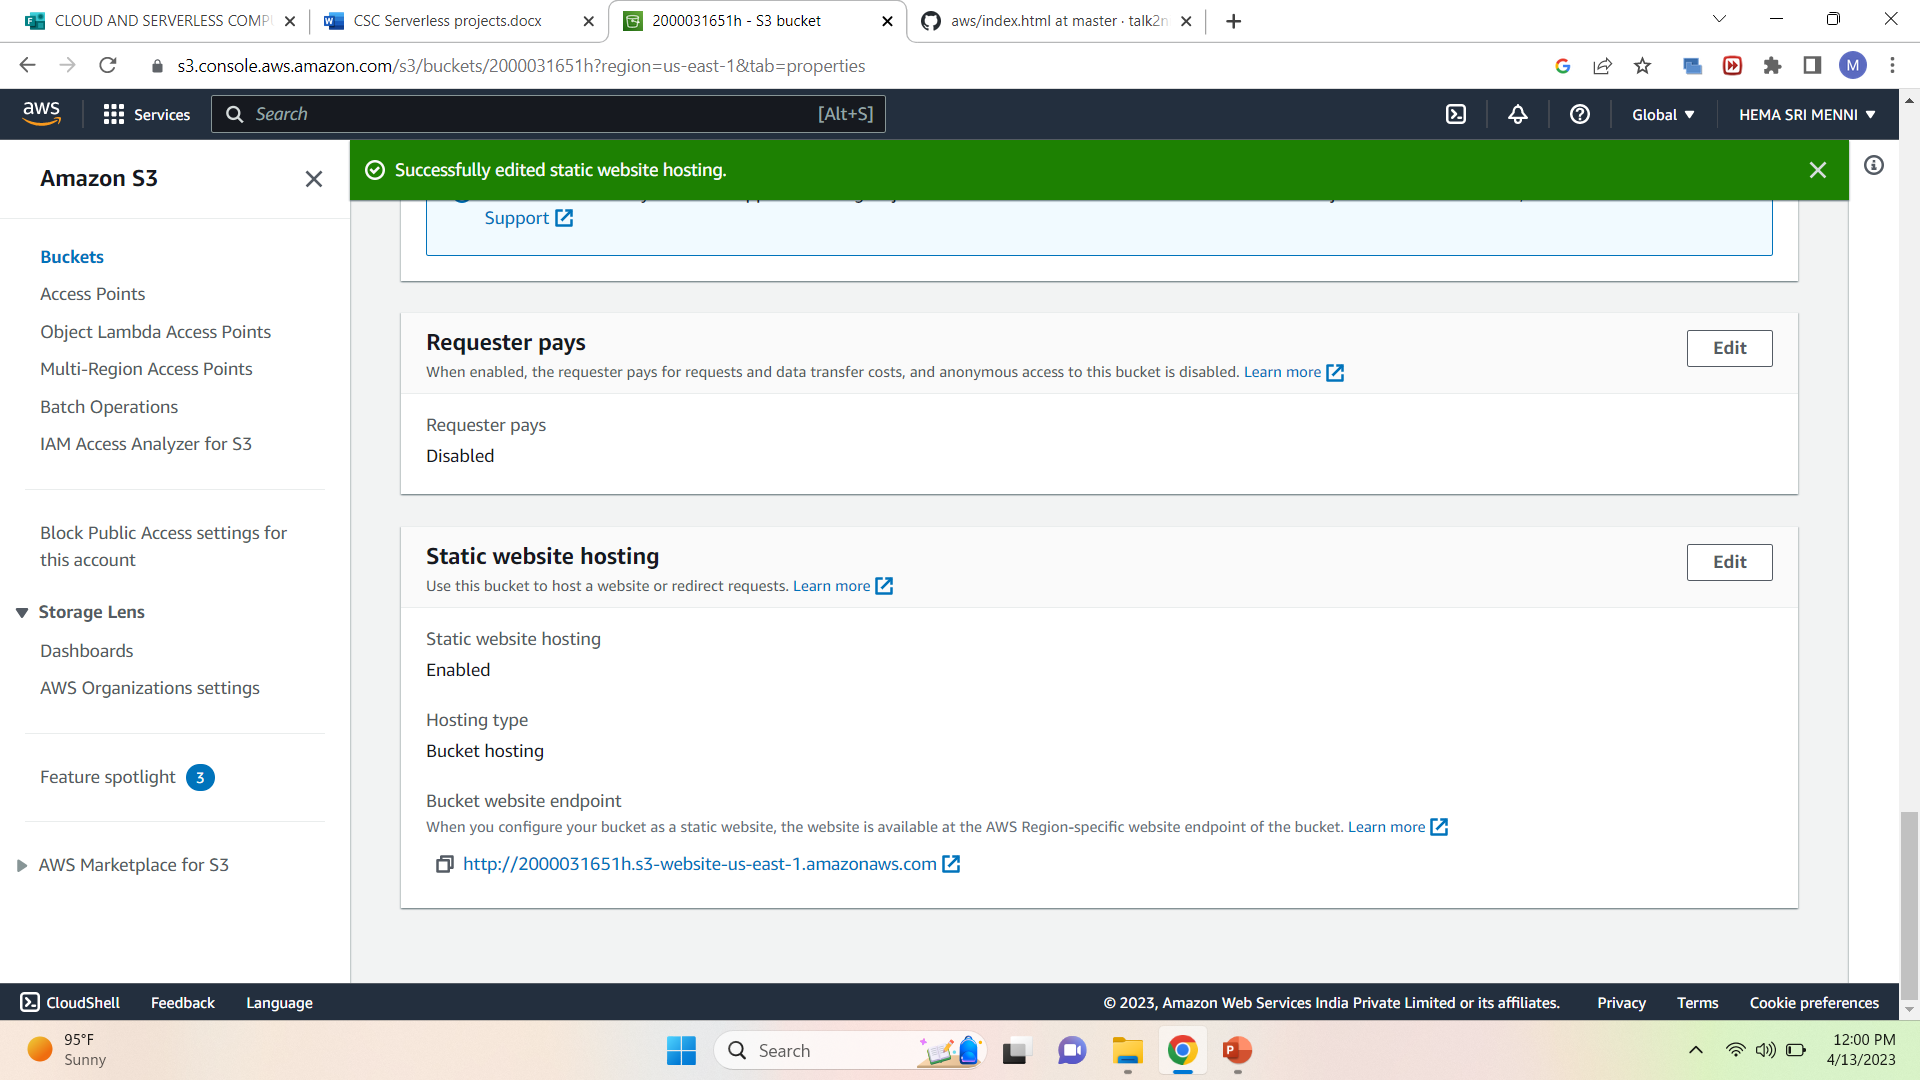 CLOUD AND SERVERLESS COMPU
CSC Serverless projects.docx
2000031651h - S3 bucket
aws/index.html at master · talk2m
s3.console.aws.amazon.com/s3/buckets/2000031651h?region=us-east-1&tab=properties
M
aws
Services
Search
[Alt+S]
Global
HEMA SRI MENNI
Amazon S3
Successfully edited static website hosting.
Support
Buckets
Access Points
Object Lambda Access Points
Multi-Region Access Points
Batch Operations
IAM Access Analyzer for S3
Block Public Access settings for
this account
Storage Lens
Dashboards
AWS Organizations settings
Feature spotlight 3
AWS Marketplace for S3
Requester pays
Edit
When enabled, the requester pays for requests and data transfer costs, and anonymous access to this bucket is disabled. Learn more
Requester pays
Disabled
Static website hosting
Edit
Use this bucket to host a website or redirect requests. Learn more
Static website hosting
Enabled
Hosting type
Bucket hosting
Bucket website endpoint
When you configure your bucket as a static website, the website is available at the AWS Region-specific website endpoint of the bucket. Learn more
http://2000031651h.s3-website-us-east-1.amazonaws.com
CloudShell
Feedback
Language
© 2023, Amazon Web Services India Private Limited or its affiliates.
Privacy
Terms
Cookie preferences
95°F
Sunny
Search
12:00 PM
4/13/2023